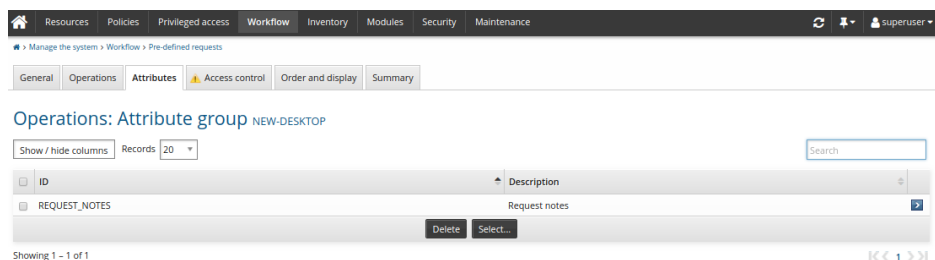 Resources Policies Privileged access Workflow Inventory Modules Security Maintenance superuser
> Manage the system > Workflow > Pre-defined requests
General Operations Attributes Access control Order and display Summary
Operations: Attribute group NEW-DESKTOP
Show / hide columns Records 20 Search
ID Description
REQUEST_NOTES Request notes
Delete Select...
Showing 1 – 1 of 1 1